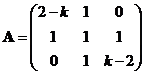 A = ( 2−k 1 0
1 1 1
0 1 k−2 )